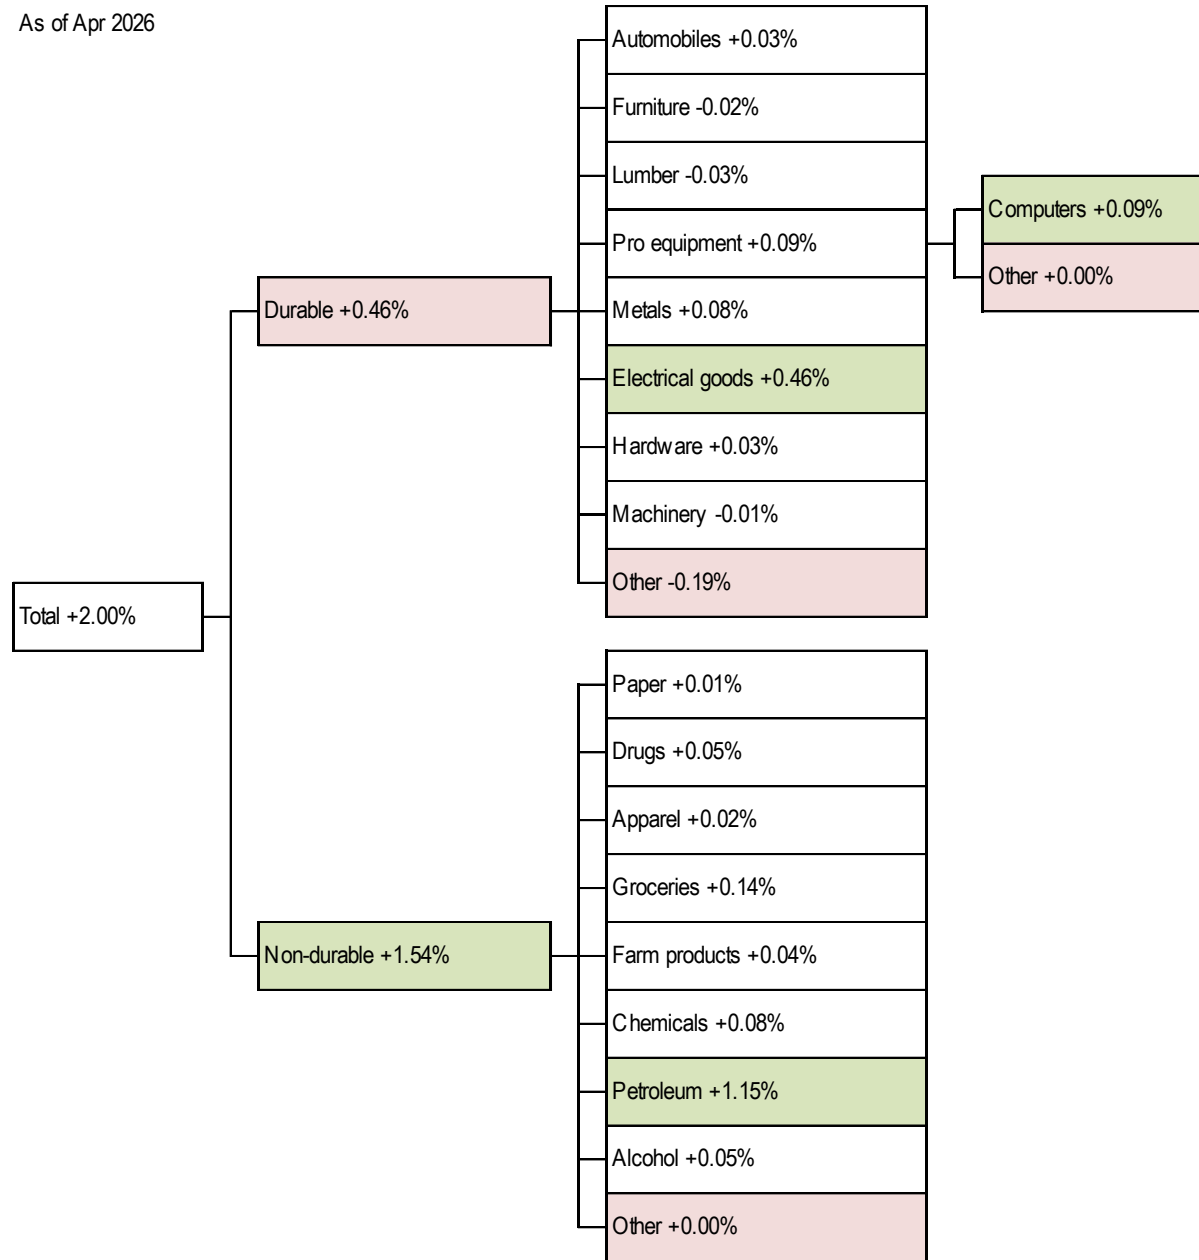 As of Apr 2026
Total +2.00%
Durable +0.46%
Automobiles +0.03%
Furniture -0.02%
Lumber -0.03%
Pro equipment +0.09%
Computers +0.09%
Other +0.00%
Metals +0.08%
Electrical goods +0.46%
Hardware +0.03%
Machinery -0.01%
Other -0.19%
Non-durable +1.54%
Paper +0.01%
Drugs +0.05%
Apparel +0.02%
Groceries +0.14%
Farm products +0.04%
Chemicals +0.08%
Petroleum +1.15%
Alcohol +0.05%
Other +0.00%